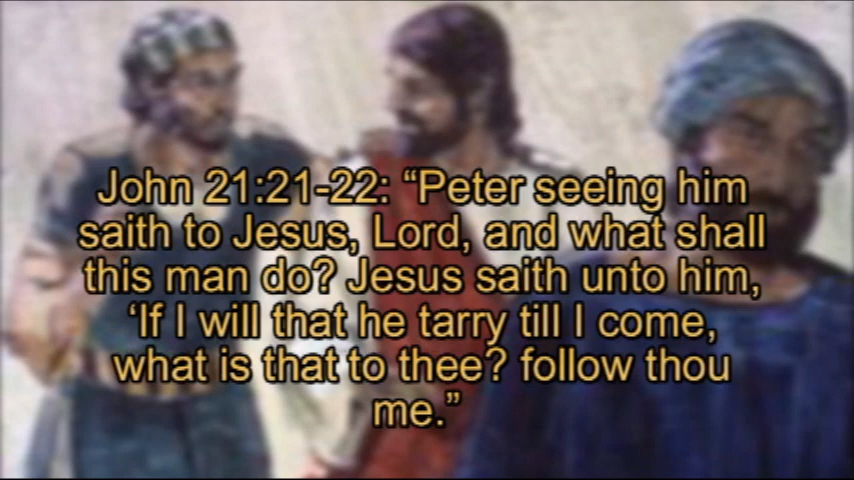 John 21:21-22: “Peter seeing him
saith to Jesus, Lord, and what shall
this man do? Jesus saith unto him,
‘If I will that he tarry till I come,
what is that to thee? follow thou
me.”